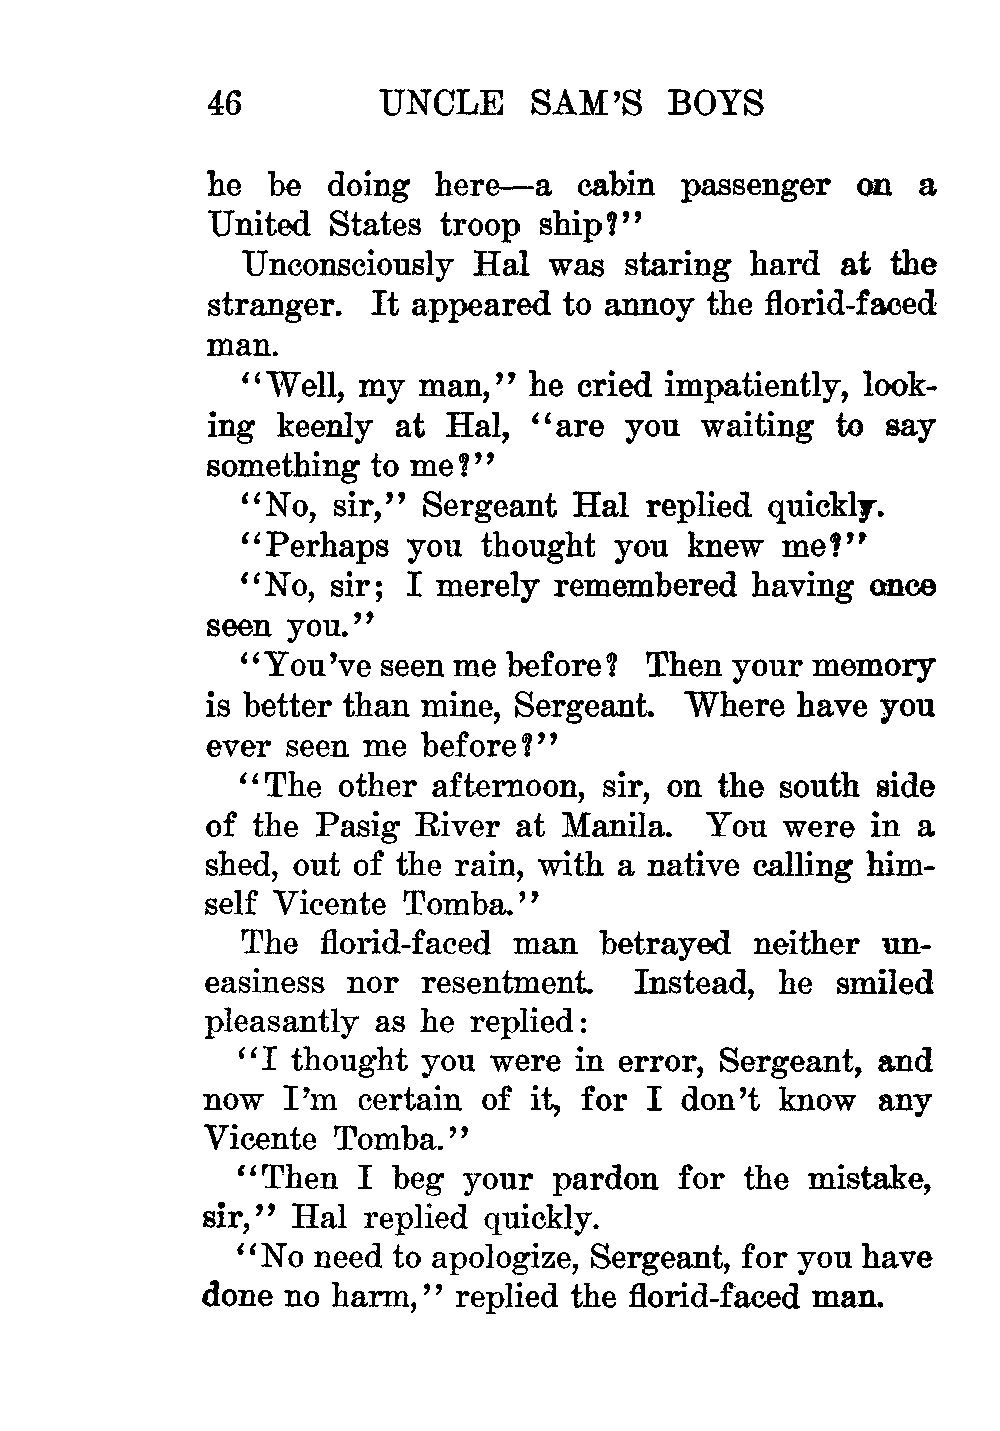 46 UNCLE SAM'S BOYS
he be doing here—a cabin passenger on a
United States troop ship?"
Unconsciously Hal was staring hard at the
stranger. It appeared to annoy the florid-faced
man.
"Well, my man," he cried impatiently, look-
ing keenly at Hal, "are you waiting to say
something to me?"
"No, sir," Sergeant Hal replied quickly.
"Perhaps you thought you knew me?"
"No, sir; I merely remembered having once
seen you."
"You've seen me before? Then your memory
is better than mine, Sergeant. Where have you
ever seen me before?"
"The other afternoon, sir, on the south side
of the Pasig River at Manila. You were in a
shed, out of the rain, with a native calling him-
self Vicente Tomba."
The florid-faced man betrayed neither un-
easiness nor resentment. Instead, he smiled
pleasantly as he replied:
"I thought you were in error, Sergeant, and
now I'm certain of it, for I don't know any
Vicente Tomba."
"Then I beg your pardon for the mistake,
sir," Hal replied quickly.
"No need to apologize, Sergeant, for you have
done no harm," replied the florid-faced man.